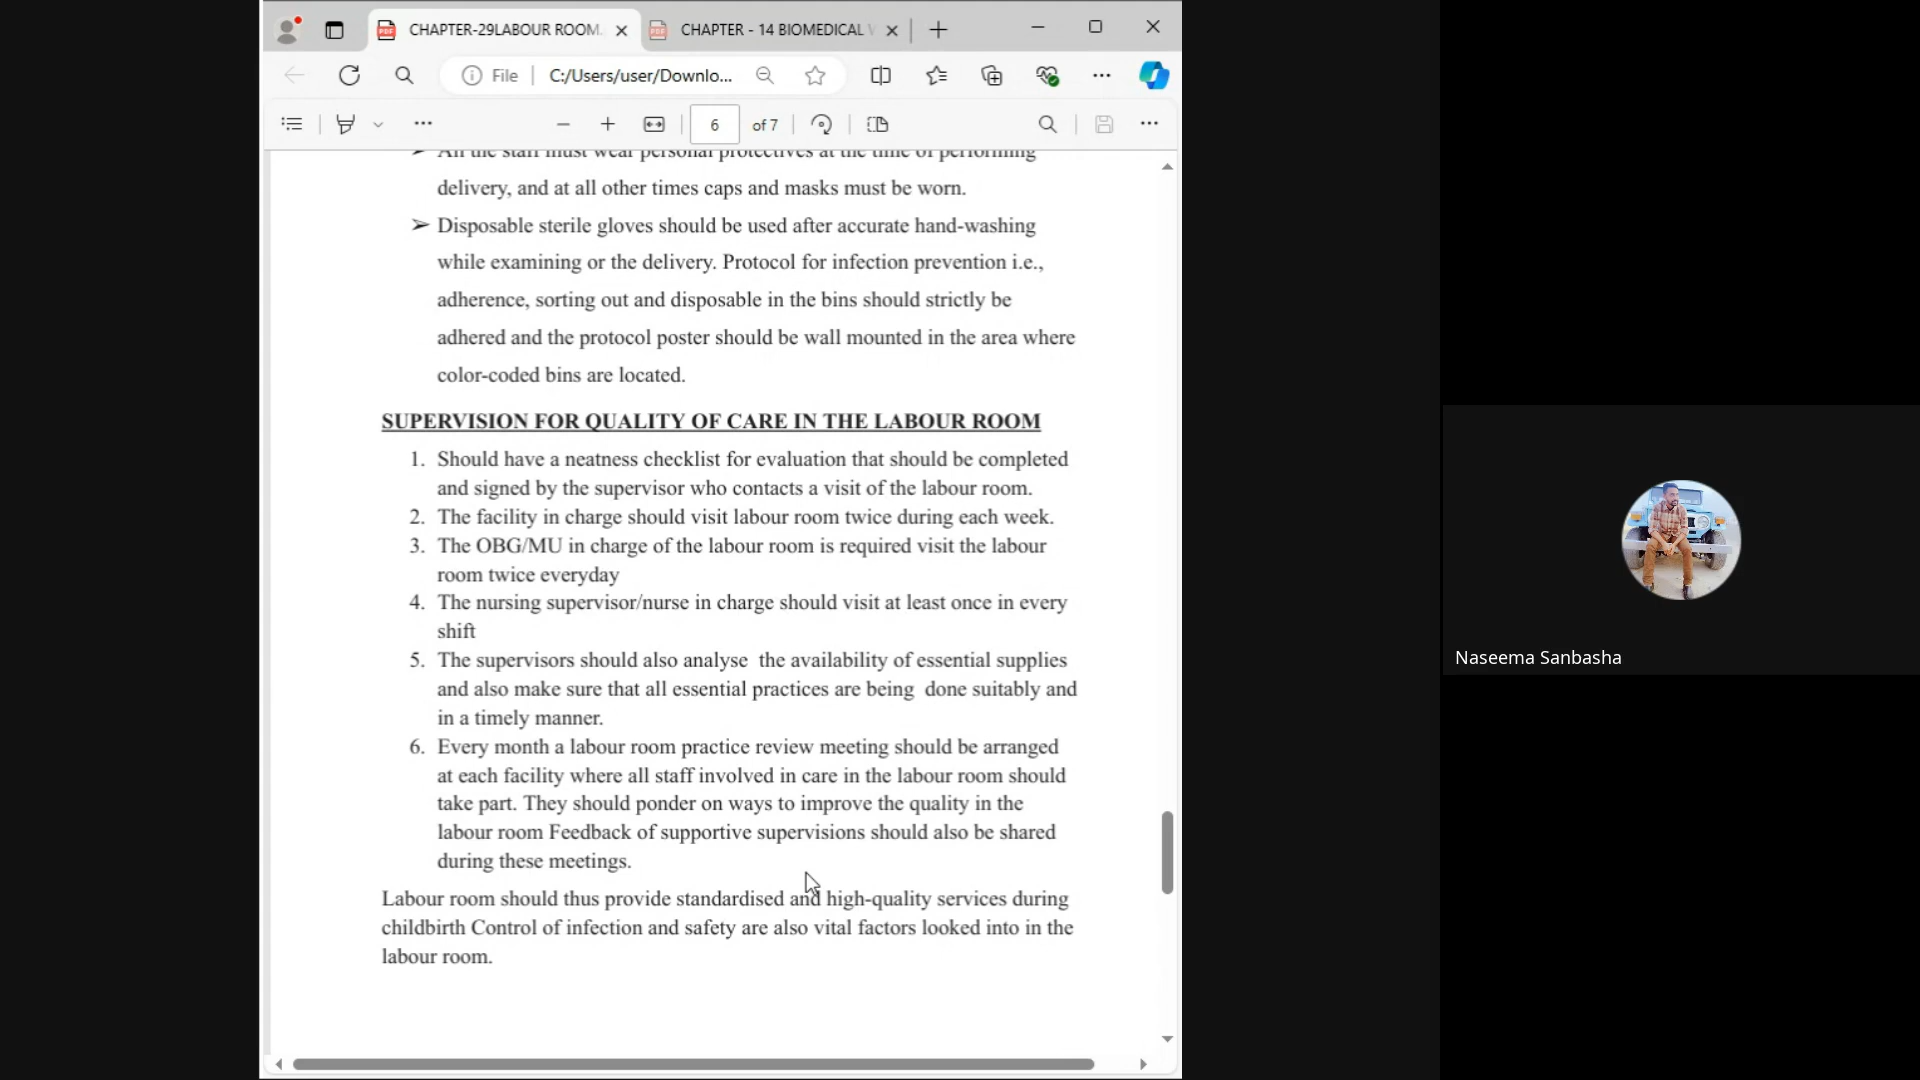 CHAPTER-29LABOUR ROOM.
CHAPTER - 14 BIOMEDICAL
File
C:/Users/user/Downlo...
6
of 7
All the staff must wear personal protectives at the time of performing
delivery, and at all other times caps and masks must be worn.
➢ Disposable sterile gloves should be used after accurate hand-washing
while examining or the delivery. Protocol for infection prevention i.e.,
adherence, sorting out and disposable in the bins should strictly be
adhered and the protocol poster should be wall mounted in the area where
color-coded bins are located.
SUPERVISION FOR QUALITY OF CARE IN THE LABOUR ROOM
1. Should have a neatness checklist for evaluation that should be completed
and signed by the supervisor who contacts a visit of the labour room.
2. The facility in charge should visit labour room twice during each week.
3. The OBG/MU in charge of the labour room is required visit the labour
room twice everyday
4. The nursing supervisor/nurse in charge should visit at least once in every
shift
5. The supervisors should also analyse the availability of essential supplies
and also make sure that all essential practices are being done suitably and
in a timely manner.
6. Every month a labour room practice review meeting should be arranged
at each facility where all staff involved in care in the labour room should
take part. They should ponder on ways to improve the quality in the
labour room Feedback of supportive supervisions should also be shared
during these meetings.
Labour room should thus provide standardised and high-quality services during
childbirth Control of infection and safety are also vital factors looked into in the
labour room.
Naseema Sanbasha